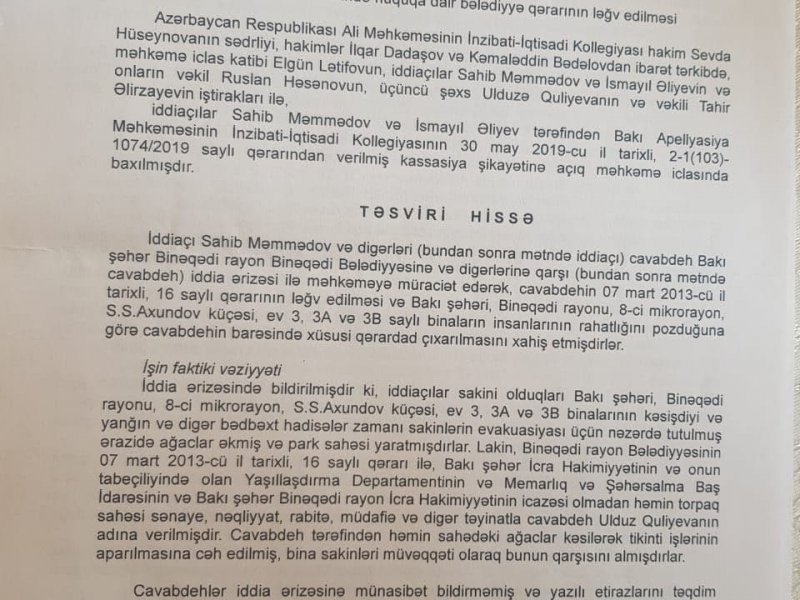 hüquqa dair bələdiyyə qərarının ləğv edilməsi
Azərbaycan Respublikası Ali Məhkəməsinin İnzibati-İqtisadi Kollegiyası hakim Sevda
Hüseynovanın sədrliyi, hakimlər İlqar Dadaşov və Kəmaləddin Bədəlovdan ibarət tərkibdə,
məhkəmə iclas katibi Elgün Lətifovun, iddiaçılar Sahib Məmmədov və İsmayıl Əliyevin və
onların vəkil Ruslan Həsənovun, üçüncü şəxs Ulduzə Quliyevanın və vəkili Tahir
Əlirzayevin iştirakları ilə,
iddiaçılar Sahib Məmmədov və İsmayıl Əliyev tərəfindən Bakı Apellyasiya
Məhkəməsinin İnzibati-İqtisadi Kollegiyasının 30 may 2019-cu il tarixli, 2-1(103)-
1074/2019 saylı qərarından verilmiş kassasiya şikayətinə açıq məhkəmə iclasında
baxılmışdır.
TƏSVİRİ HİSSƏ
İddiaçı Sahib Məmmədov və digərləri (bundan sonra mətndə iddiaçı) cavabdeh Bakı
şəhər Binəqədi rayon Binəqədi Bələdiyyəsinə və digərlərinə qarşı (bundan sonra mətndə
cavabdeh) iddia ərizəsi ilə məhkəməyə müraciət edərək, cavabdehin 07 mart 2013-cü il
tarixli, 16 saylı qərarının ləğv edilməsi və Bakı şəhəri, Binəqədi rayonu, 8-ci mikrorayon,
S.S.Axundov küçəsi, ev 3, 3A və 3B saylı binaların insanlarının rahatlığını pozduğuna
görə cavabdehin barəsində xüsusi qərardad çıxarılmasını xahiş etmişdirlər.
İşin faktiki vəziyyəti
İddia ərizəsində bildirilmişdir ki, iddiaçılar sakini olduqları Bakı şəhəri, Binəqədi
rayonu, 8-ci mikrorayon, S.S.Axundov küçəsi, ev 3, 3A və 3B binalarının kəsişdiyi və
yanğın və digər bədbəxt hadisələr zamanı sakinlərin evakuasiyası üçün nəzərdə tutulmuş
ərazidə ağaclar əkmiş və park sahəsi yaratmışdırlar. Lakin, Binəqədi rayon Bələdiyyəsinin
07 mart 2013-cü il tarixli, 16 saylı qərarı ilə, Bakı şəhər İcra Hakimiyyətinin və onun
tabeçiliyində olan Yaşıllaşdırma Departamentinin və Memarlıq və Şəhərsalma Baş
İdarəsinin və Bakı şəhər Binəqədi rayon İcra Hakimiyyətinin icazəsi olmadan həmin torpaq
sahəsi sənaye, nəqliyyat, rabitə, müdafiə və digər təyinatla cavabdeh Ulduz Quliyevanın
adına verilmişdir. Cavabdeh tərəfindən həmin sahədəki ağaclar kəsilərək tikinti işlərinin
aparılmasına cəh edilmiş, bina sakinləri müvəqqəti olaraq bunun qarşısını almışdırlar.
Cavabdehlər iddia ərizəsinə münasibət bildirməmiş və yazılı etirazlarını təqdim